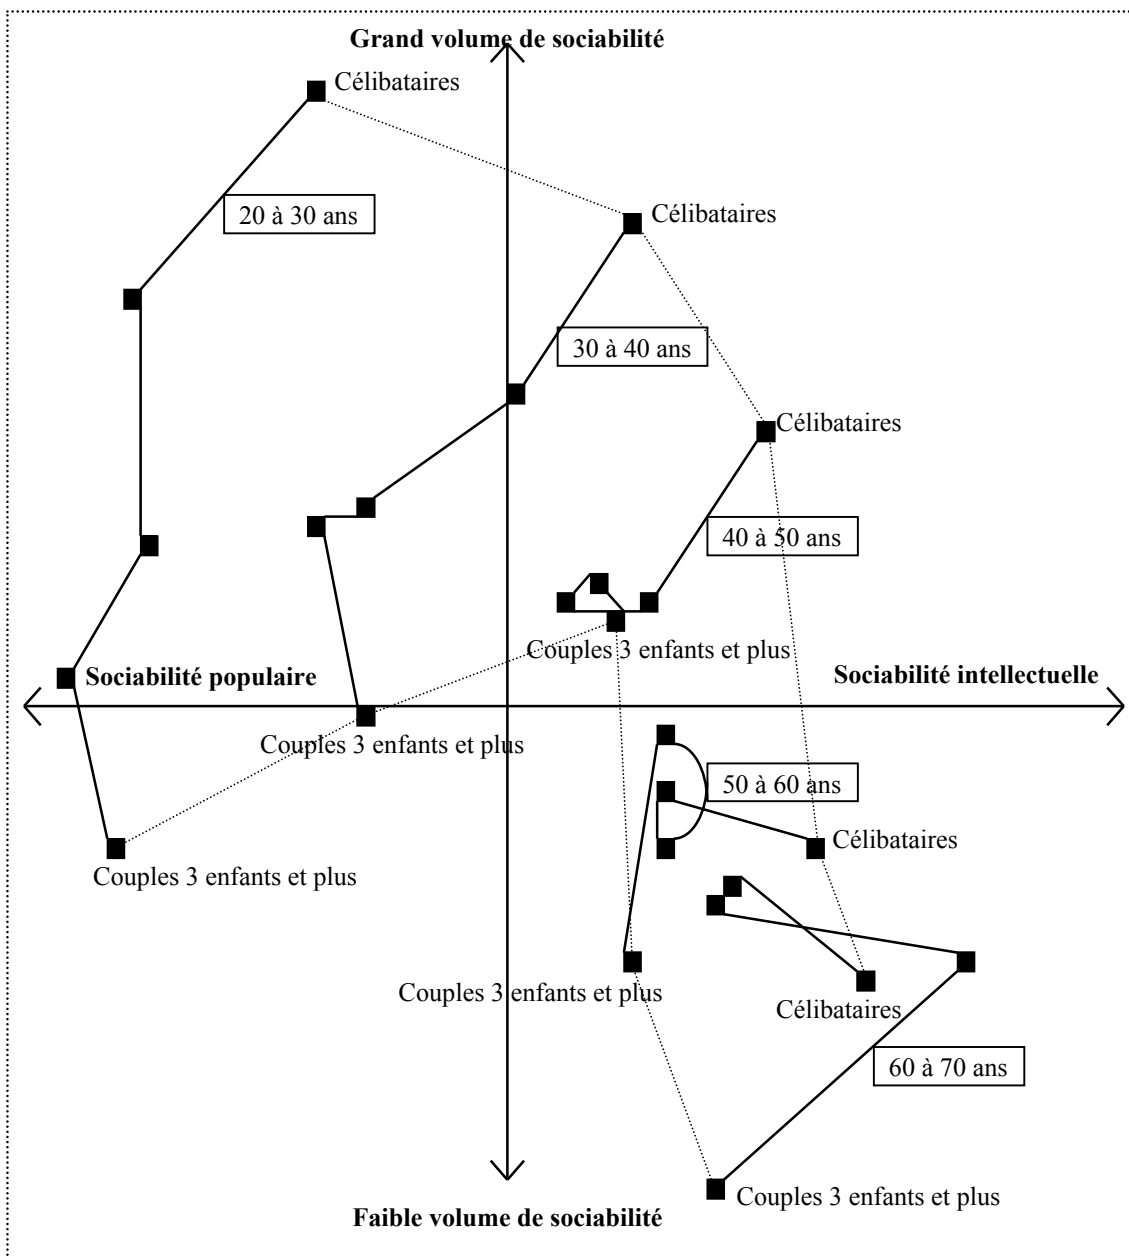 Grand volume de sociabilité
Célibataires
20 à 30 ans
Célibataires
30 à 40 ans
Célibataires
40 à 50 ans
Couples 3 enfants et plus
Sociabilité populaire
Sociabilité intellectuelle
Couples 3 enfants et plus
50 à 60 ans
Célibataires
Couples 3 enfants et plus
Couples 3 enfants et plus
Célibataires
60 à 70 ans
Couples 3 enfants et plus
Faible volume de sociabilité